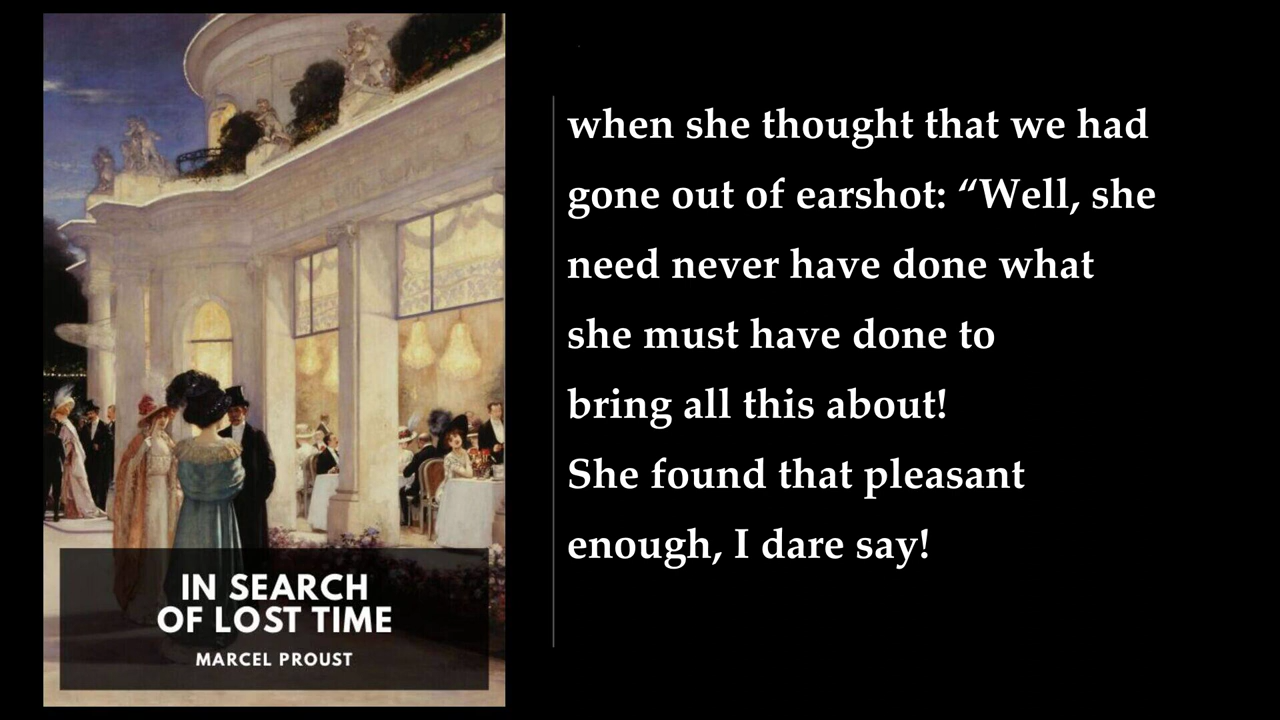 IN SEARCH
OF LOST TIME
MARCEL PROUST
when she thought that we had
gone out of earshot: “Well, she
need never have done what
she must have done to
bring all this about!
She found that pleasant
enough, I dare say!